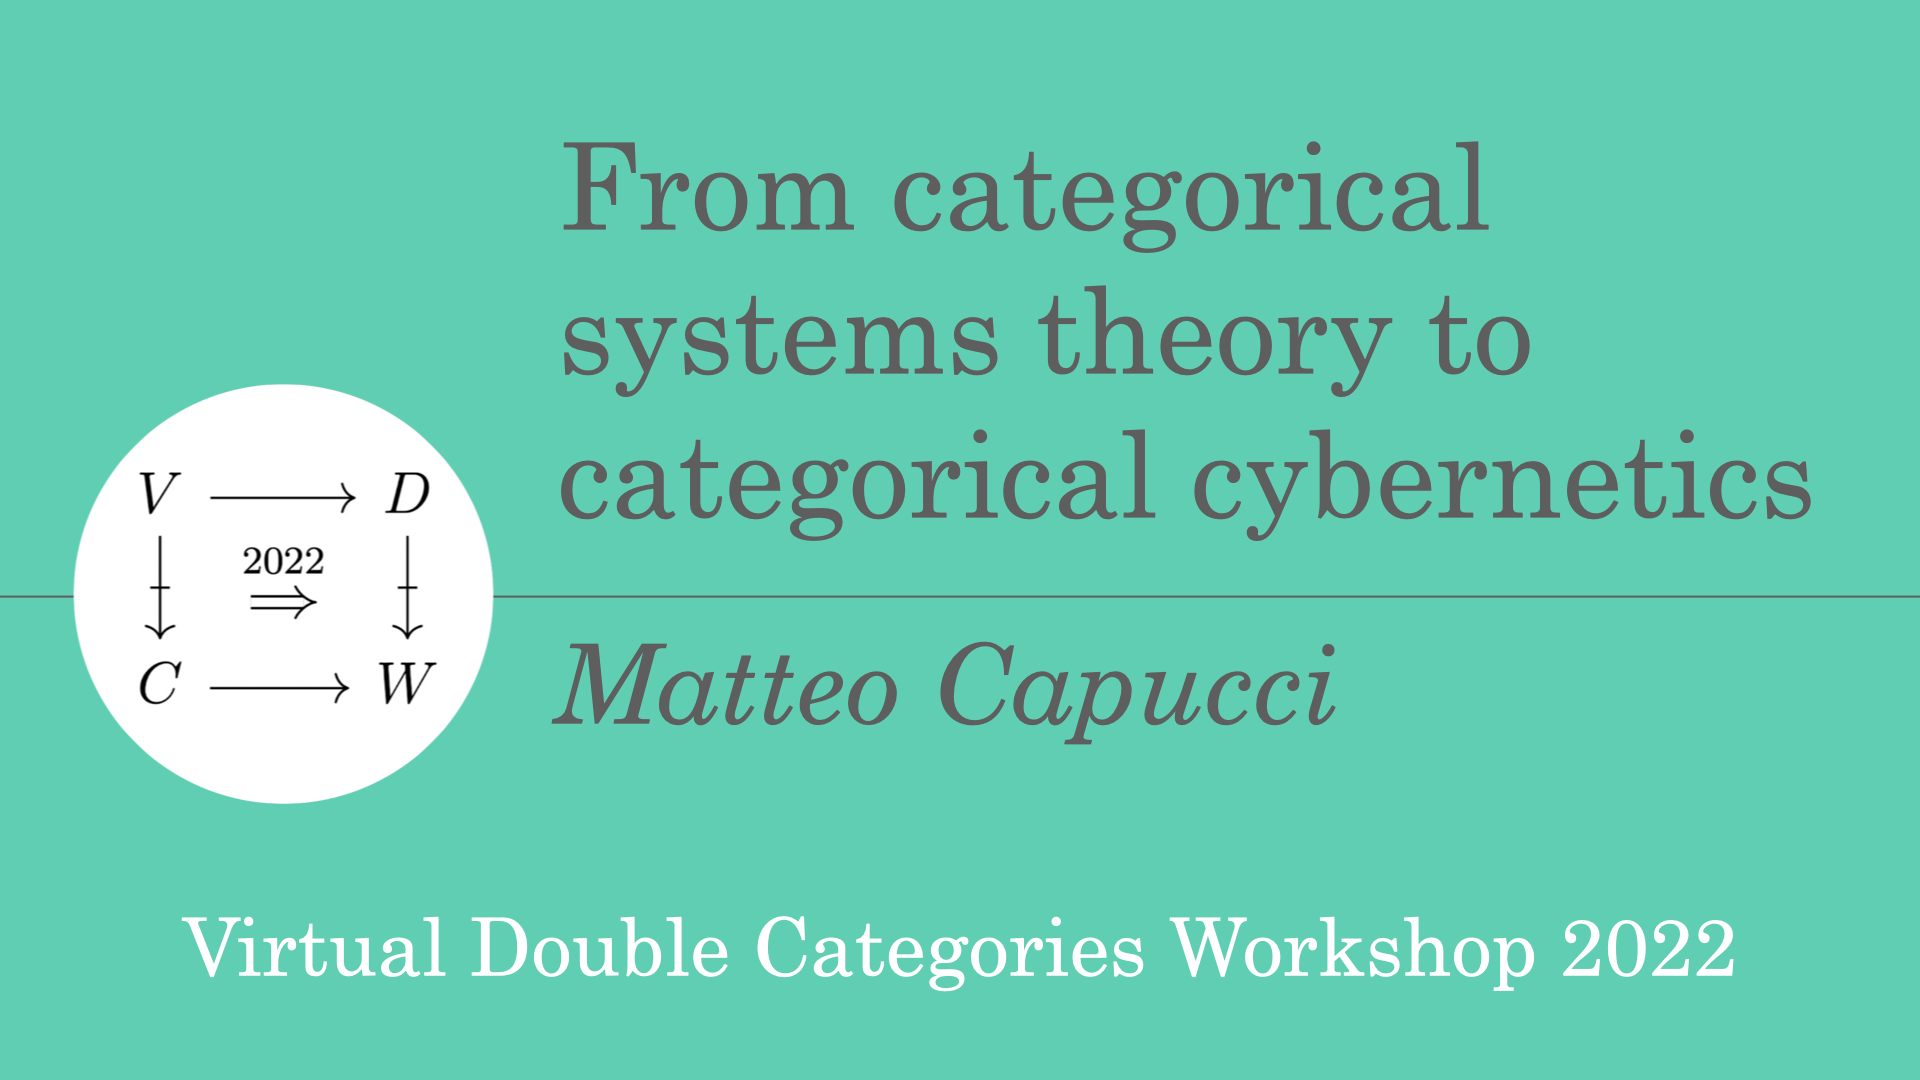 From categorical
systems theory to
categorical cybernetics
V D
2022
C W
Matteo Capucci
Virtual Double Categories Workshop 2022